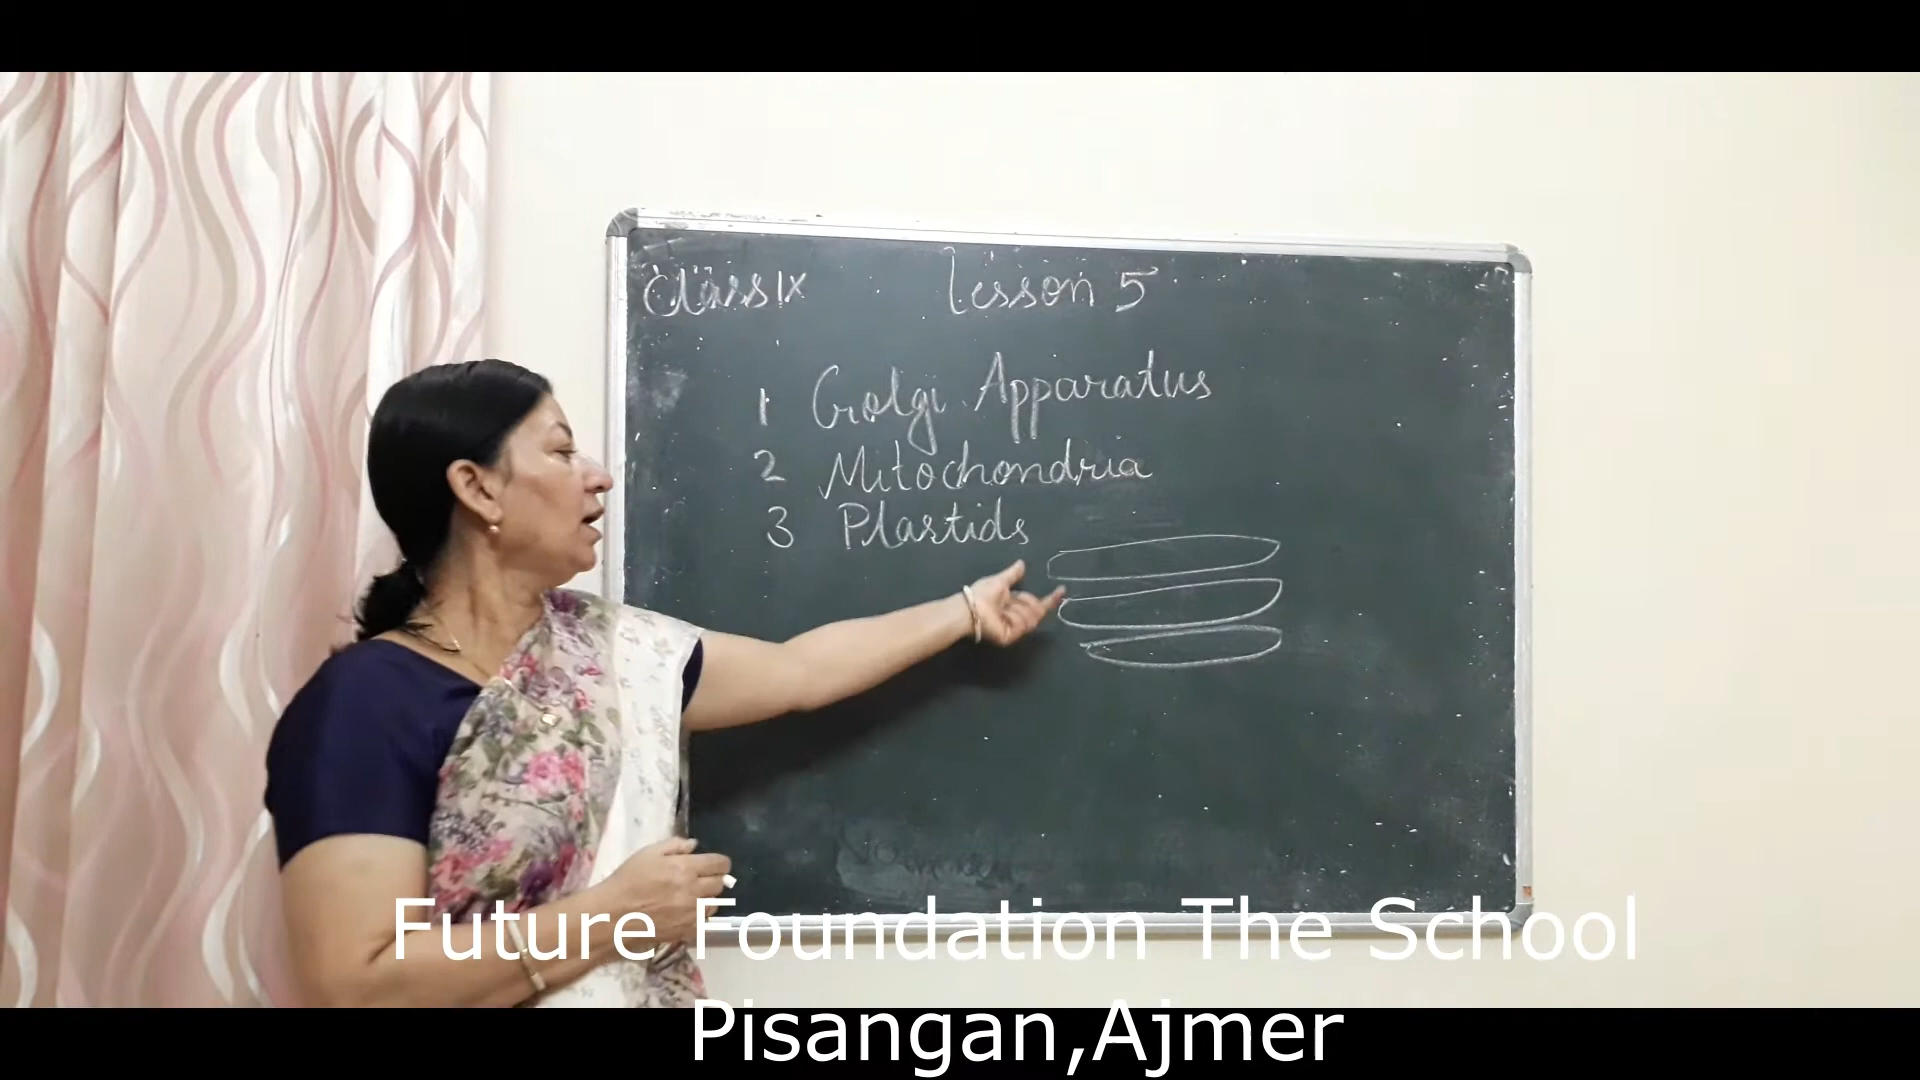 Class IX
Lesson 5
1 Golgi Apparatus
2 Mitochondria
3 Plastids
Future Foundation The School
Pisangan,Ajmer